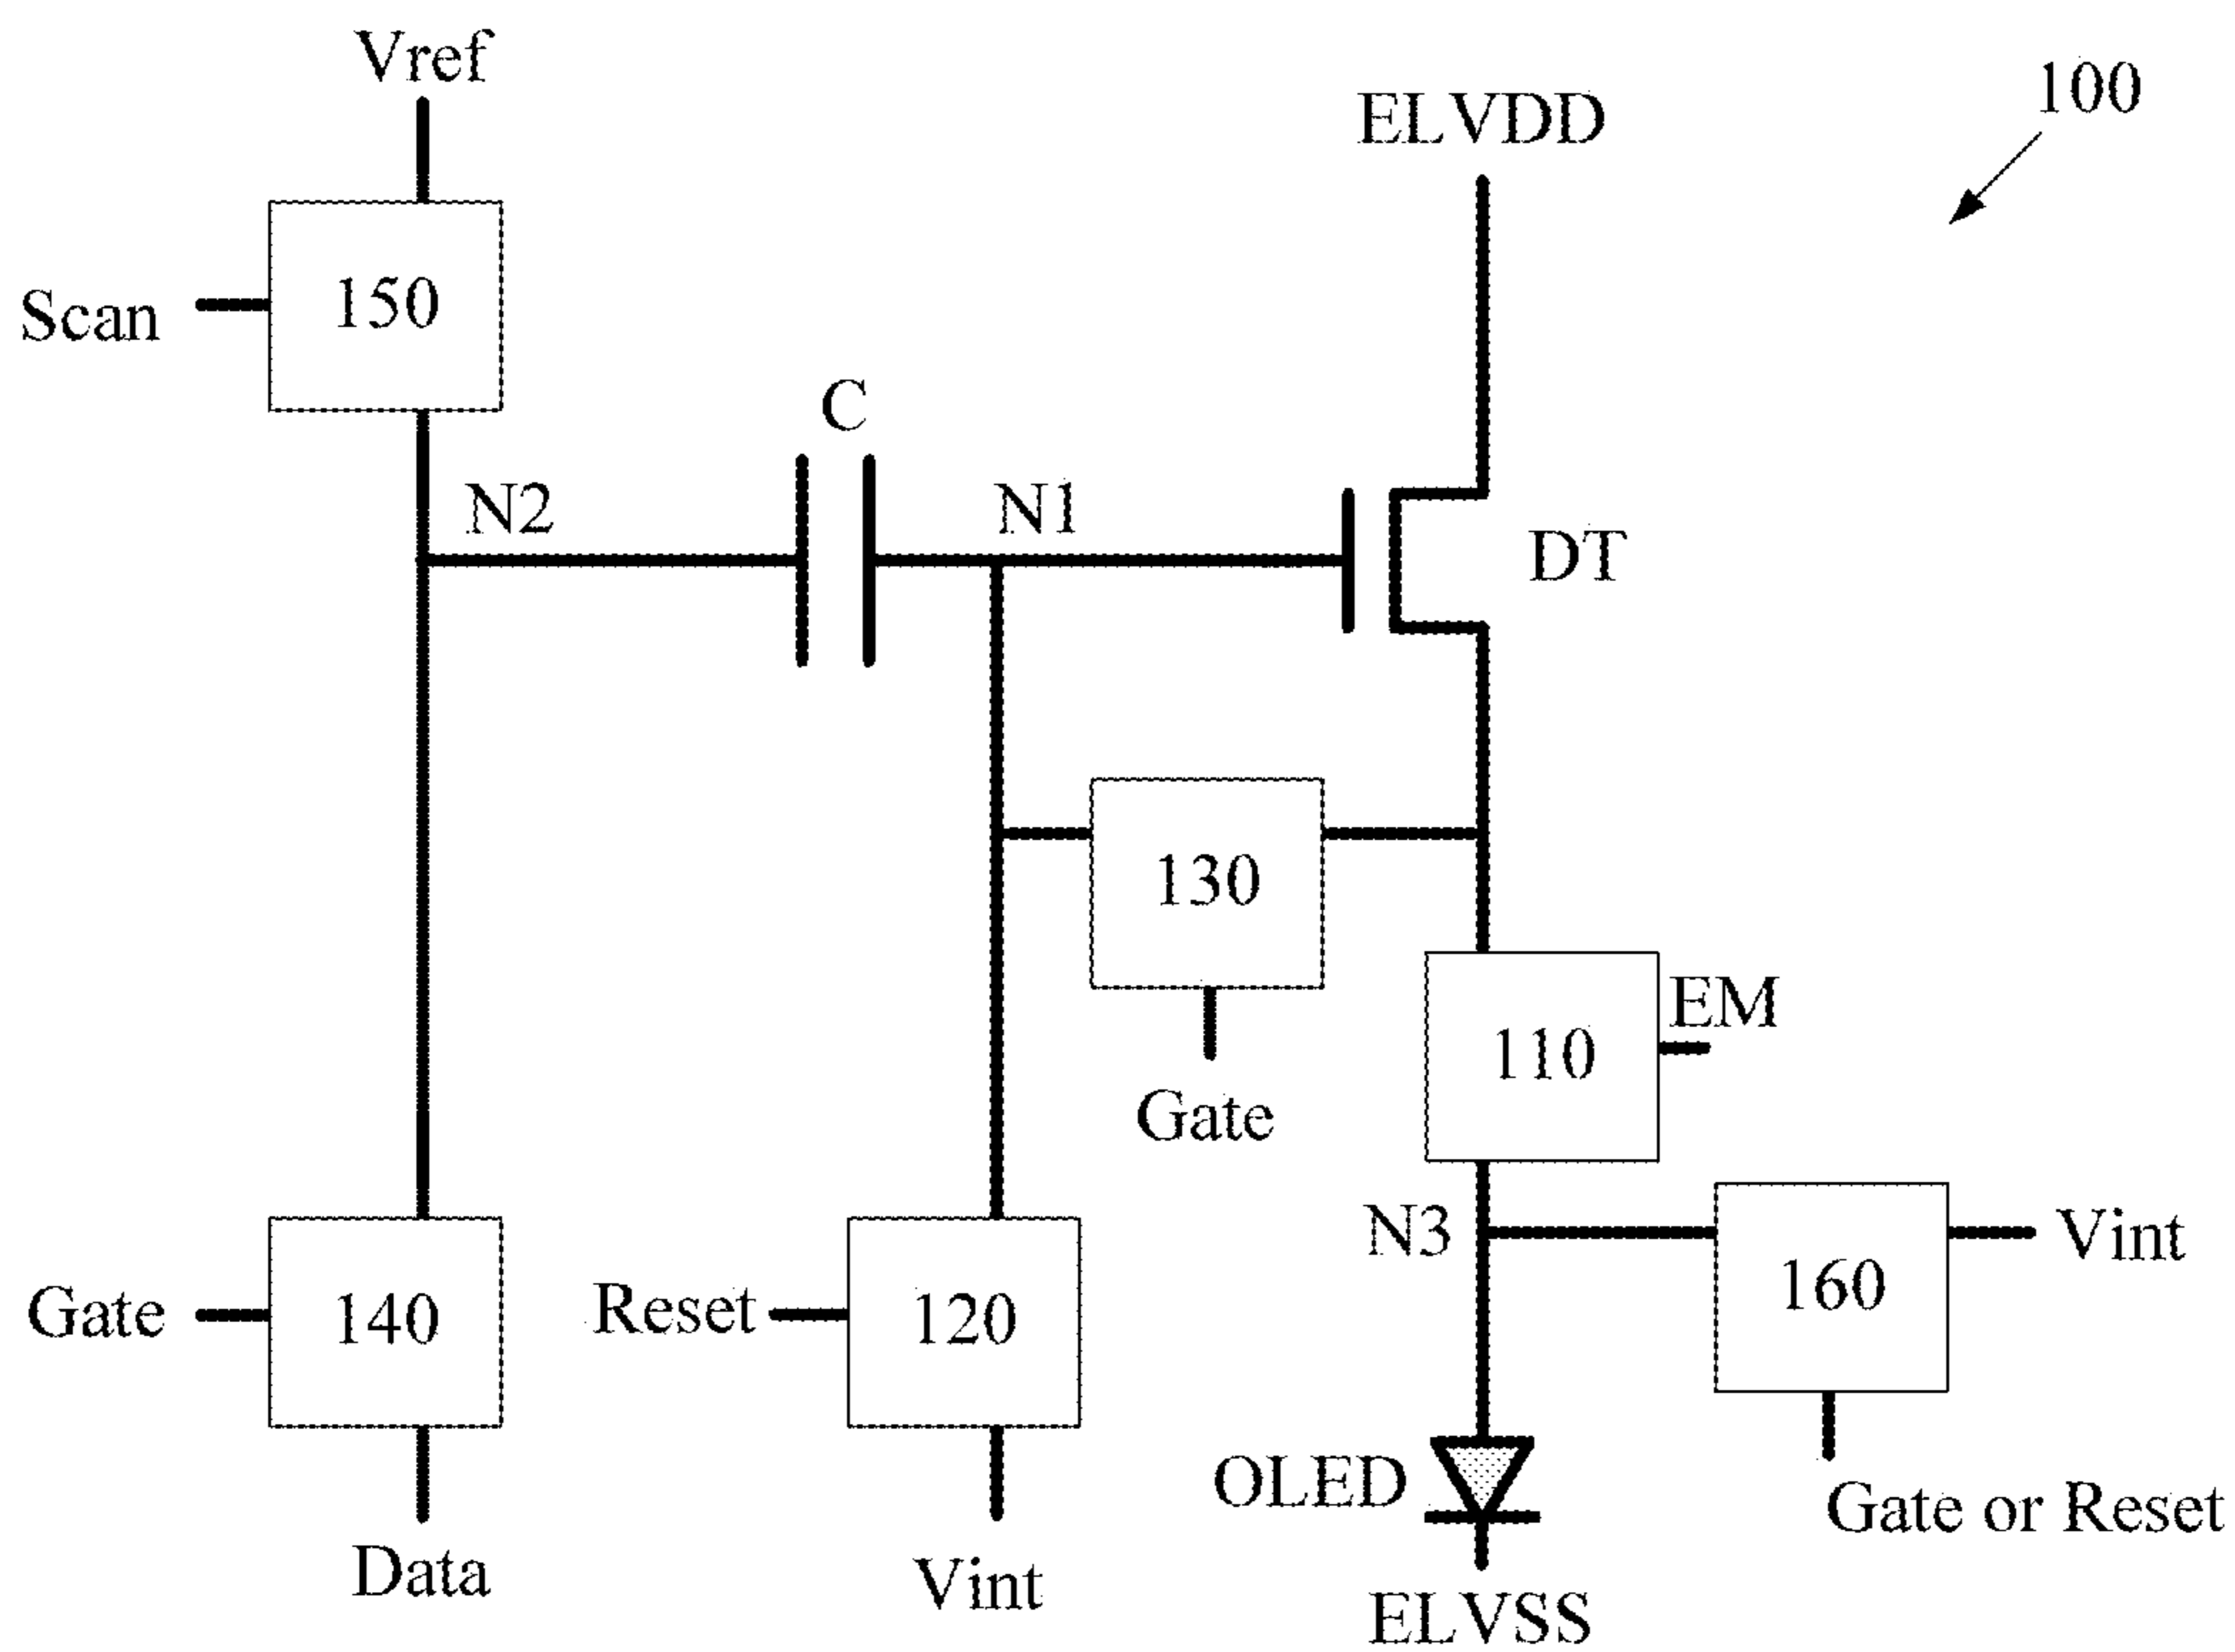 Vref
100
ELVDD
Scan
150
C
N2
N1
DT
130
EM
110
Gate
N3
Vint
160
Gate
140
Reset
120
OLED
Gate or Reset
Data
Vint
ELVSS